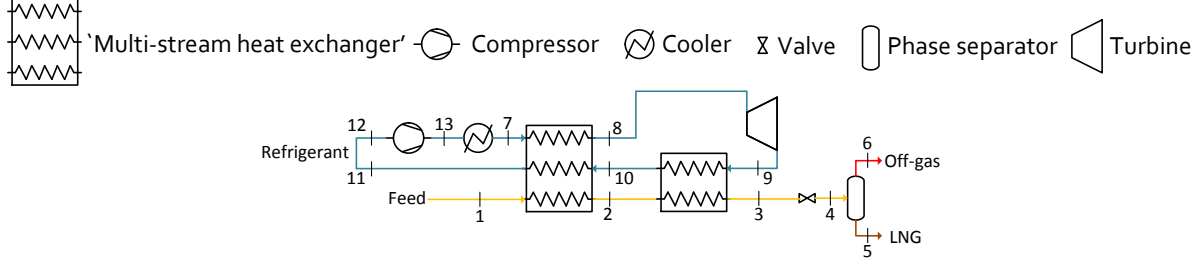 ‘Multi-stream heat exchanger’ Compressor Cooler Valve Phase separator Turbine
12 13 7 8
Refrigerant
11 10 9
6
Off-gas
Feed
1 2 3 4
LNG
5